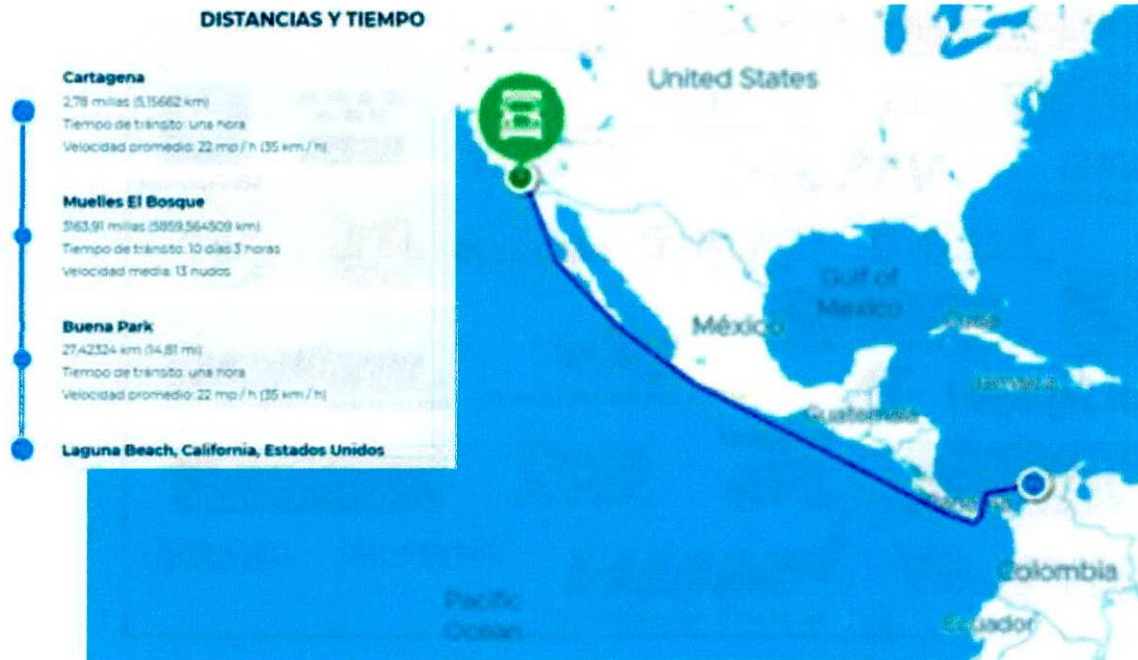 DISTANCIAS Y TIEMPO
Cartagena
2,78 millas (5,15662 km)
Tiempo de tránsito: una hora
Velocidad promedio: 22 mp / h (35 km / h)
Muelles El Bosque
3163,91 millas (5859,564509 km)
Tiempo de tránsito: 10 días 3 horas
Velocidad media: 13 nudos
Buena Park
27,42324 km (14,81 mi)
Tiempo de tránsito: una hora
Velocidad promedio: 22 mp / h (35 km / h)
Laguna Beach, California, Estados Unidos
United States
Gulf of
Mexico
México
Cuba
Jamaica
Guatemala
Colombia
Ecuador
Pacific
Ocean